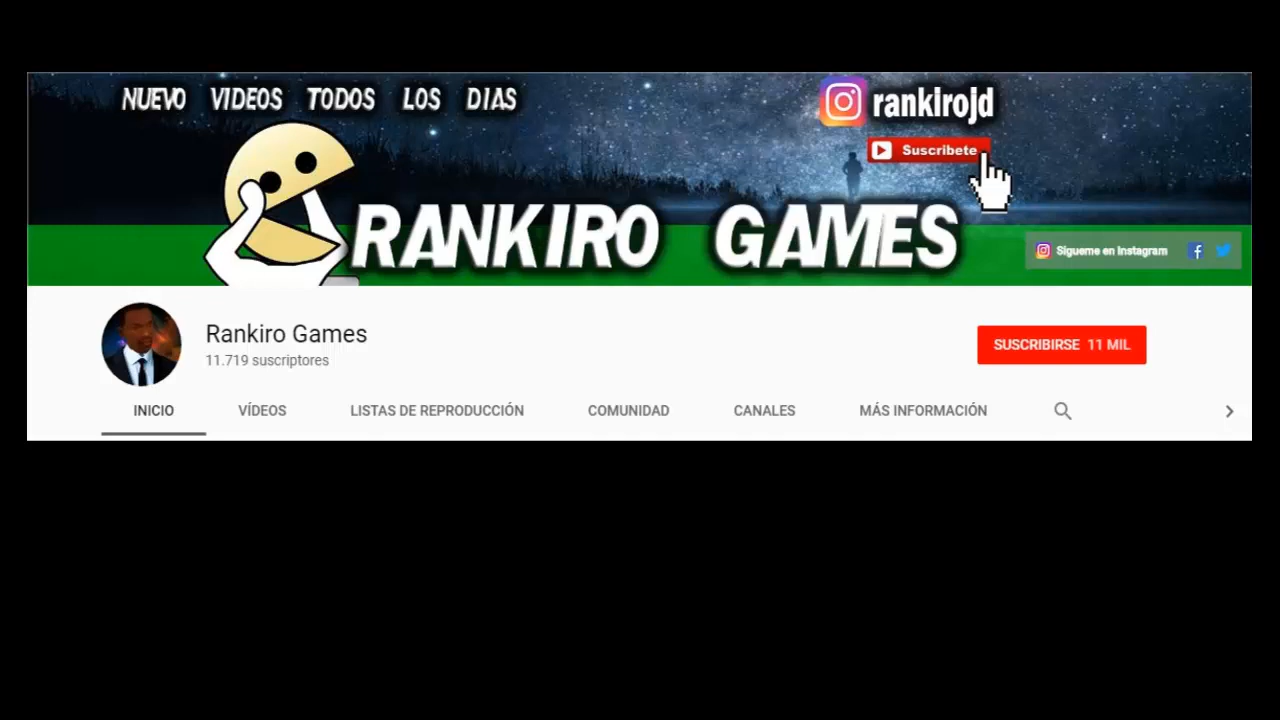 NUEVO VIDEOS TODOS LOS DIAS
rankirojd
Suscribete
RANKIRO GAMES
Sigueme en Instagram
Rankiro Games
11.719 suscriptores
SUSCRIBIRSE 11 MIL
INICIO VÍDEOS LISTAS DE REPRODUCCIÓN COMUNIDAD CANALES MÁS INFORMACIÓN